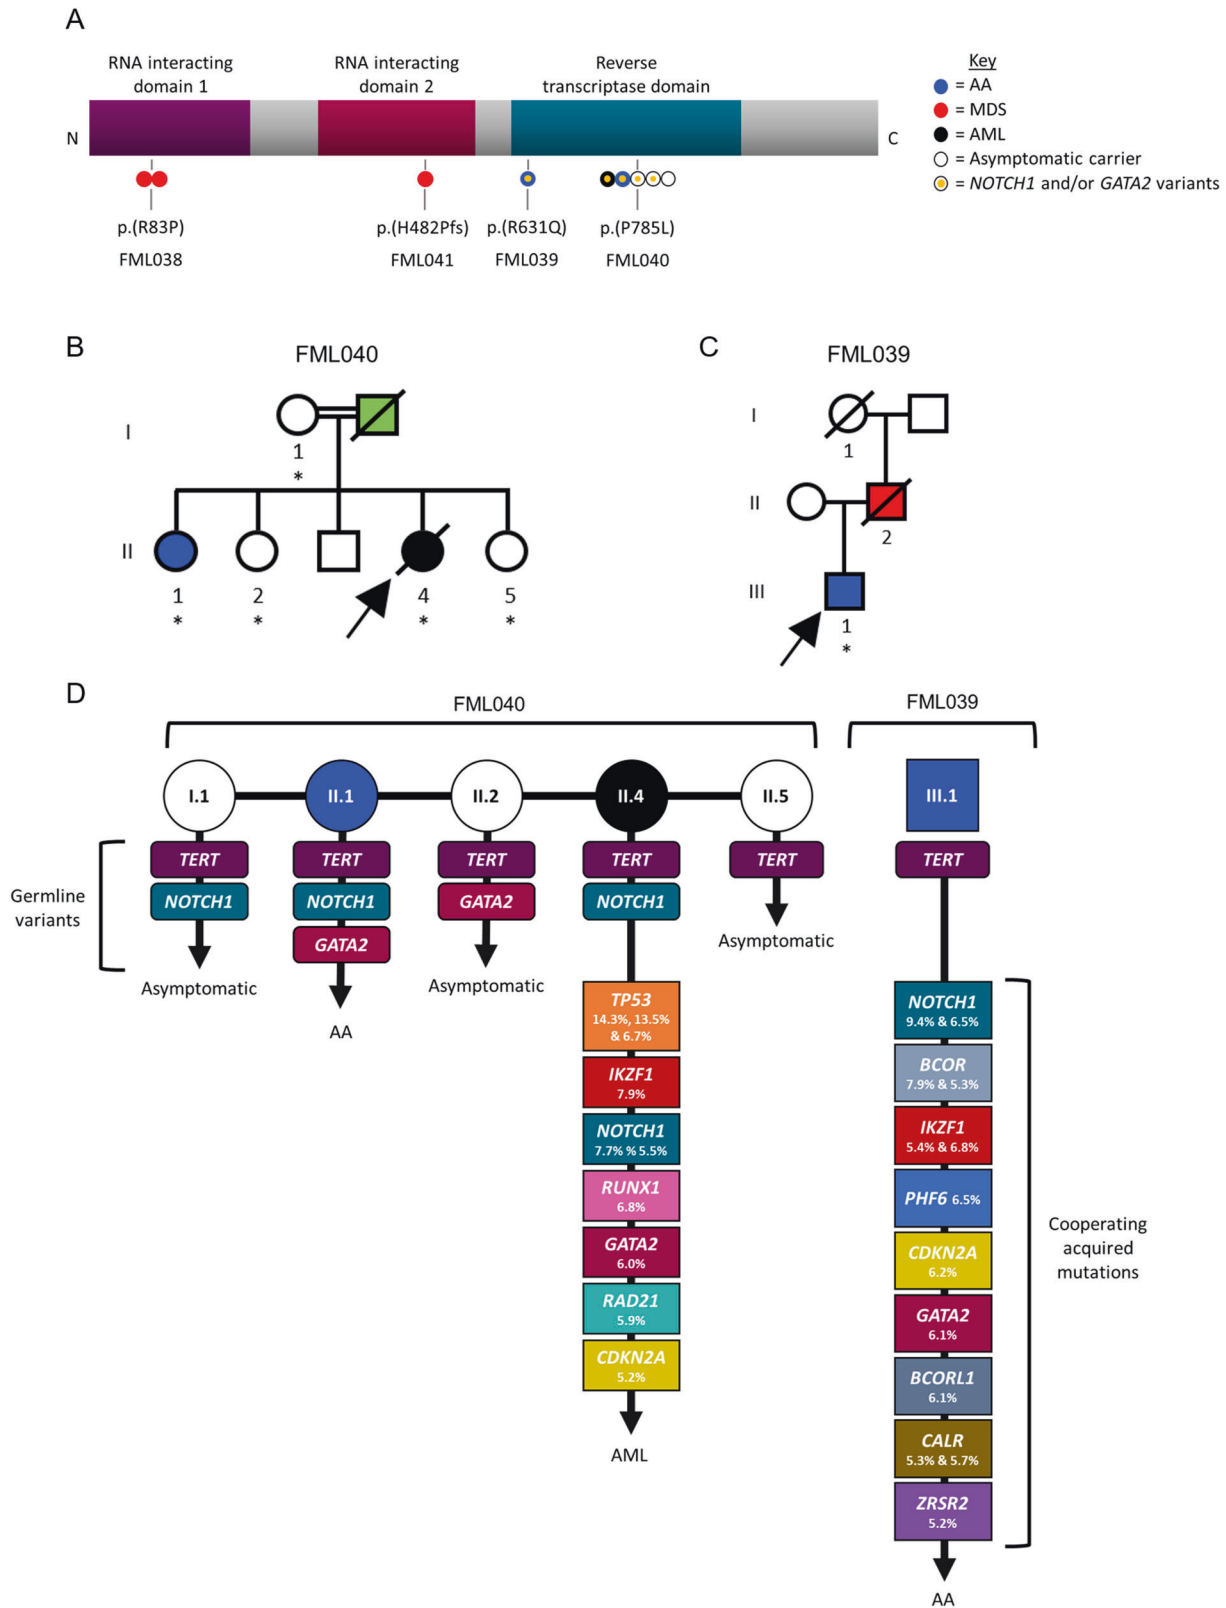 A
RNA interacting
domain 1
RNA interacting
domain 2
Reverse
transcriptase domain
Key
= AA
= MDS
= AML
= Asymptomatic carrier
= NOTCH1 and/or GATA2 variants
N
C
p.(R83P)
p.(H482Pfs)
p.(R631Q)
p.(P785L)
FML038
FML041
FML039
FML040
B
FML040
I
1
*
II
1
2
4
5
*
*
*
*
C
FML039
I
1
II
2
III
1
*
D
FML040
FML039
I.1
II.1
II.2
II.4
II.5
III.1
Germline
variants
TERT
NOTCH1
Asymptomatic
TERT
NOTCH1
GATA2
AA
TERT
GATA2
Asymptomatic
TERT
NOTCH1
TP53
14.3%, 13.5%
& 6.7%
IKZF1
7.9%
NOTCH1
7.7% % 5.5%
RUNX1
6.8%
GATA2
6.0%
RAD21
5.9%
CDKN2A
5.2%
AML
TERT
Asymptomatic
TERT
NOTCH1
9.4% & 6.5%
BCOR
7.9% & 5.3%
IKZF1
5.4% & 6.8%
PHF6 6.5%
CDKN2A
6.2%
GATA2
6.1%
BCORL1
6.1%
CALR
5.3% & 5.7%
ZRSR2
5.2%
AA
Cooperating
acquired
mutations